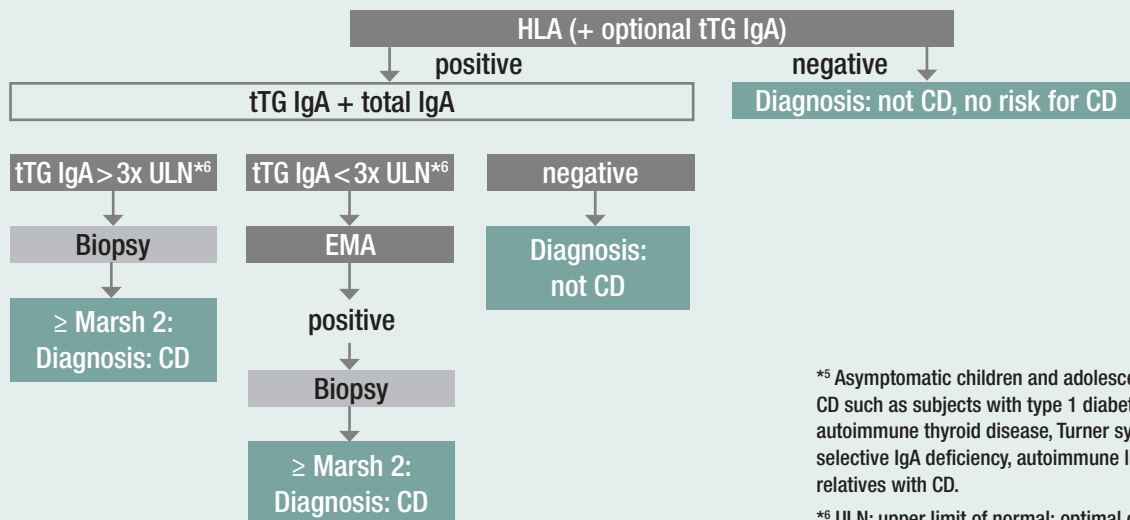 HLA (+ optional tTG IgA)
positive
negative
tTG IgA + total IgA
Diagnosis: not CD, no risk for CD
tTG IgA > 3x ULN*6
tTG IgA < 3x ULN*6
negative
Biopsy
EMA
Diagnosis:
not CD
≥ Marsh 2:
Diagnosis: CD
positive
Biopsy
≥ Marsh 2:
Diagnosis: CD
*5 Asymptomatic children and
CD such as subjects with type 1
autoimmune thyroid disease, Turner
selective IgA deficiency, autoimmune
relatives with CD.
*6 ULN: upper limit of normal; optimal